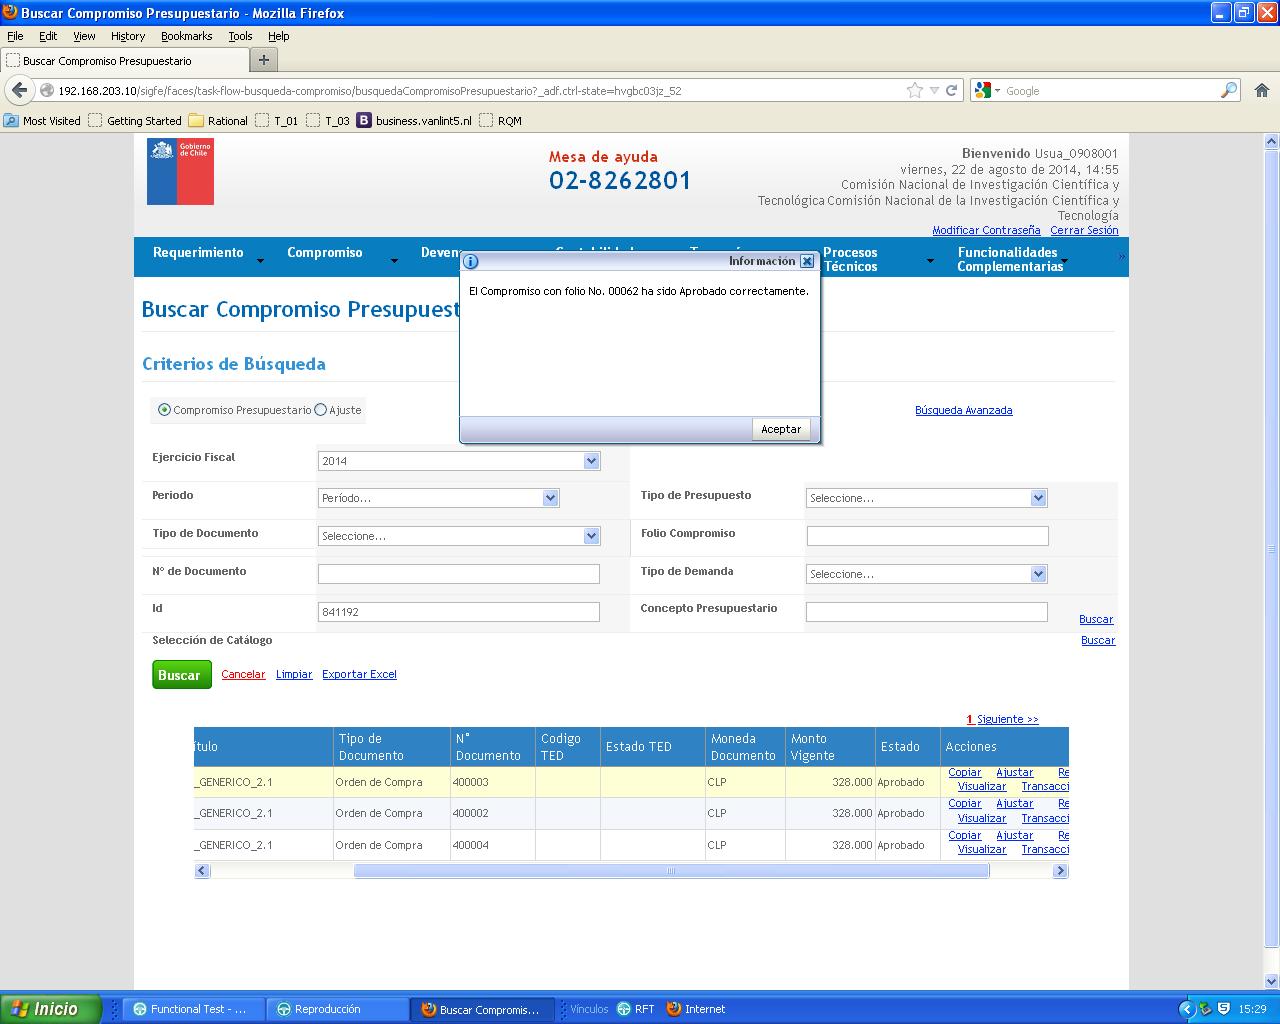 Buscar Compromiso Presupuestario - Mozilla Firefox
File Edit View History Bookmarks Tools Help
Buscar Compromiso Presupuestario
192.168.203.10/sigfe/faces/task-flow-busqueda-compromiso/busquedaCompromisoPresupuestario?_adf.ctrl-state=hvgbc03jz_52
Google
Most Visited Getting Started Rational T_01 T_03 business.vanlint5.nl RQM
Gobierno
de Chile
Mesa de ayuda
02-8262801
Bienvenido Usua_0908001
viernes, 22 de agosto de 2014, 14:55
Comisión Nacional de Investigación Científica y
Tecnológica Comisión Nacional de la Investigación Científica y
Tecnología
Modificar Contraseña Cerrar Sesión
Requerimiento Compromiso Deven
Procesos
Técnicos
Funcionalidades
Complementarias
»
Información
El Compromiso con folio No. 00062 ha sido Aprobado correctamente.
Aceptar
Buscar Compromiso Presupuest
Criterios de Búsqueda
Compromiso Presupuestario Ajuste
Búsqueda Avanzada
Ejercicio Fiscal 2014
Periodo Período... Tipo de Presupuesto Seleccione...
Tipo de Documento Seleccione... Folio Compromiso
N° de Documento Tipo de Demanda Seleccione...
Id 841192 Concepto Presupuestario Buscar
Selección de Catálogo Buscar
Buscar Cancelar Limpiar Exportar Excel
1 Siguiente >>
ítulo Tipo de Documento N° Documento Codigo TED Estado TED Moneda Documento Monto Vigente Estado Acciones
_GENERICO_2.1 Orden de Compra 400003 CLP 328.000 Aprobado Copiar Ajustar Re
Visualizar Transacci
_GENERICO_2.1 Orden de Compra 400002 CLP 328.000 Aprobado Copiar Ajustar Re
Visualizar Transacci
_GENERICO_2.1 Orden de Compra 400004 CLP 328.000 Aprobado Copiar Ajustar Re
Visualizar Transacci
Inicio Functional Test - ... Reproducción Buscar Compromis... Vínculos RFT Internet 15:29